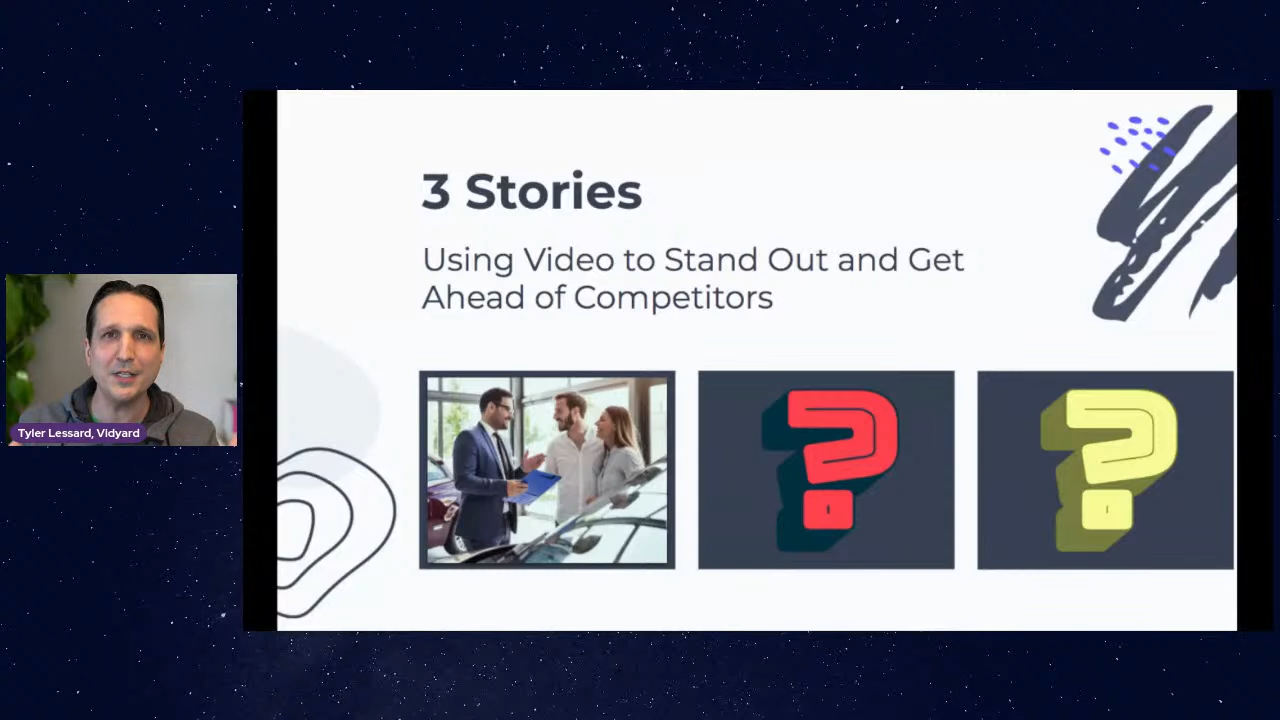 3 Stories
Using Video to Stand Out and Get
Ahead of Competitors
Tyler Lessard, Vidyard
?
?